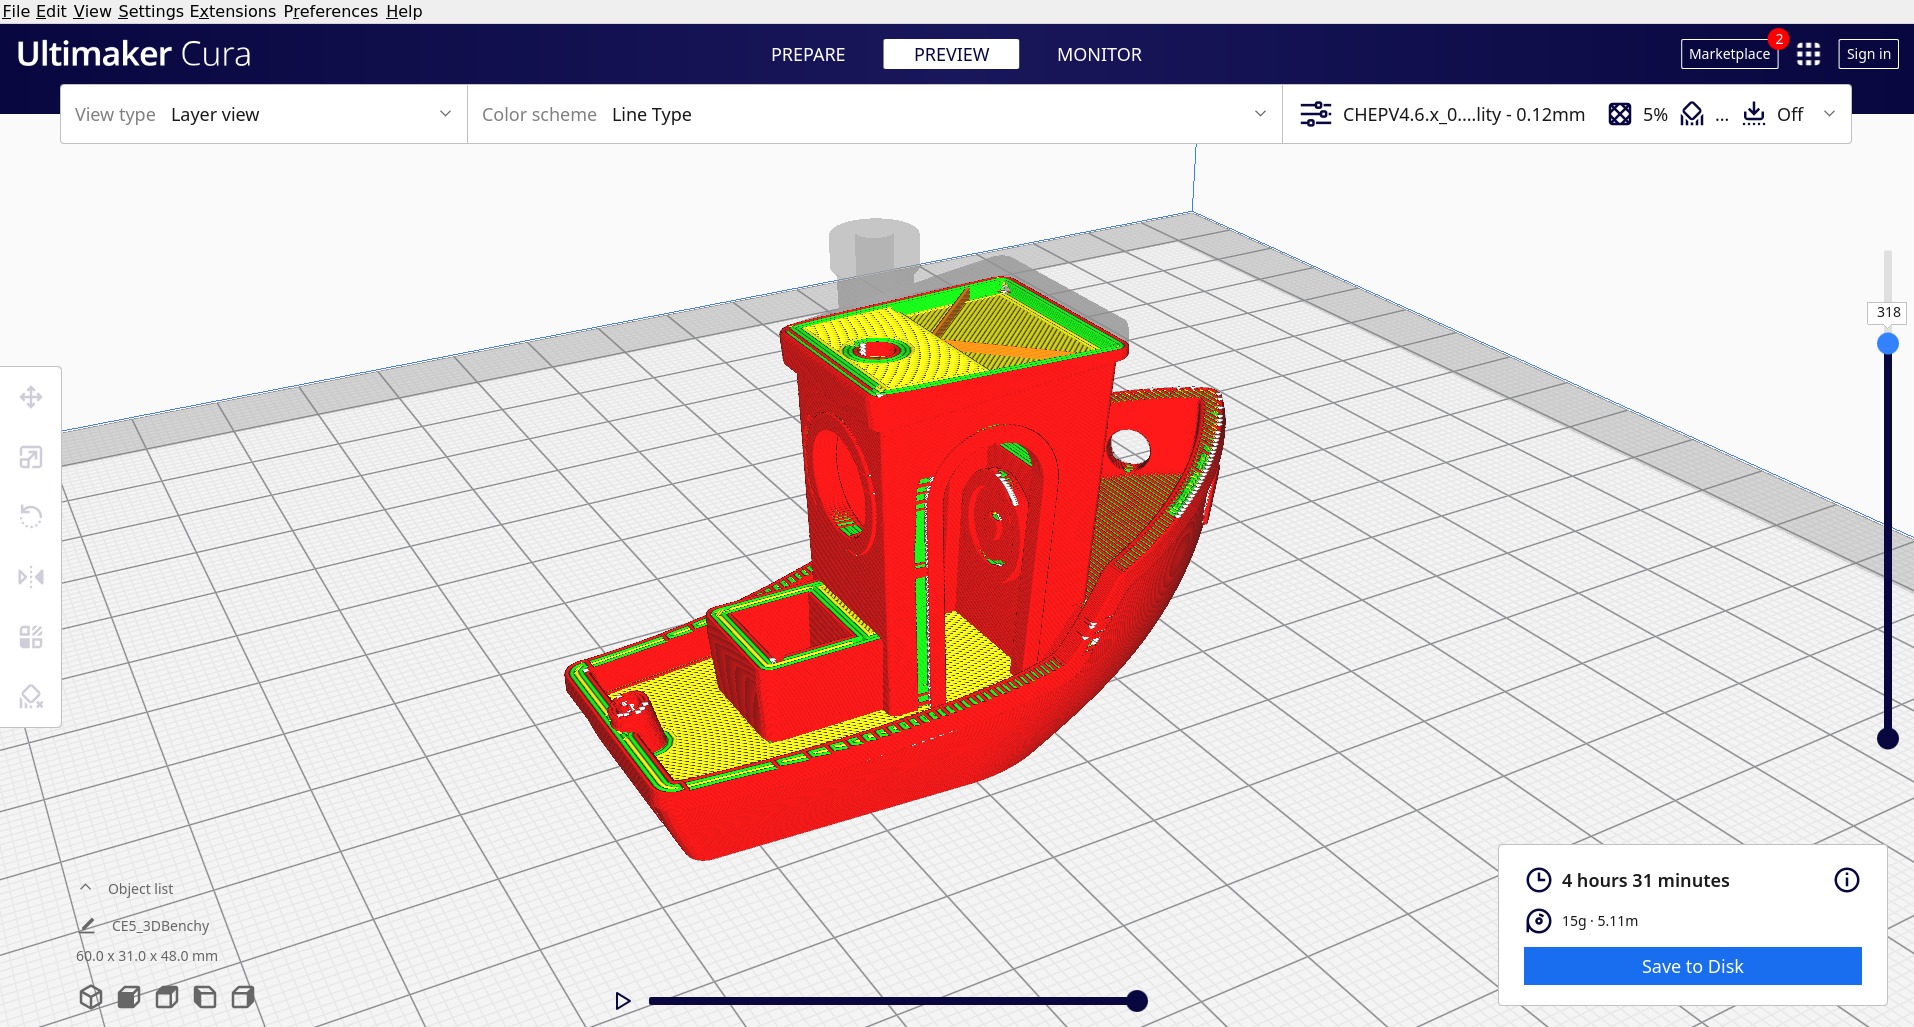 File Edit View Settings Extensions Preferences Help
Ultimaker Cura
PREPARE PREVIEW MONITOR
Marketplace 2 Sign in
View type Layer view Color scheme Line Type CHEPV4.6.x_0....lity - 0.12mm 5% ... Off
318
Object list
CE5_3DBenchy
60.0 x 31.0 x 48.0 mm
4 hours 31 minutes
15g · 5.11m
Save to Disk